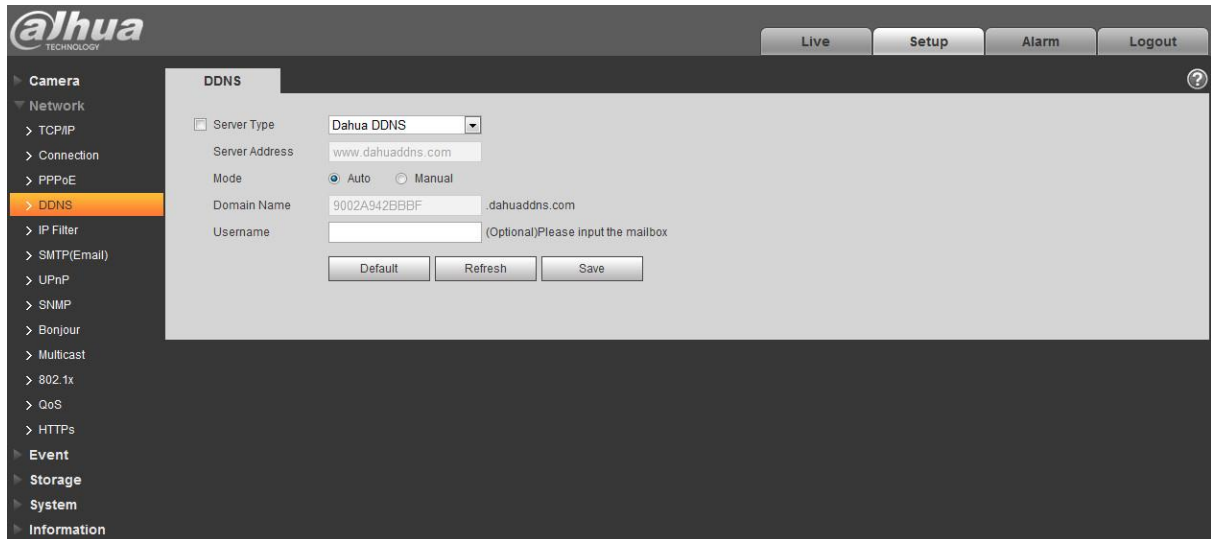 alhua
TECHNOLOGY
Live Setup Alarm Logout
Camera
Network
TCP/IP
Connection
PPPoE
DDNS
IP Filter
SMTP(Email)
UPnP
SNMP
Bonjour
Multicast
802.1x
QoS
HTTPs
Event
Storage
System
Information
DDNS
Server Type Dahua DDNS
Server Address www.dahuaddns.com
Mode Auto Manual
Domain Name 9002A942BBBF .dahuaddns.com
Username (Optional)Please input the mailbox
Default Refresh Save